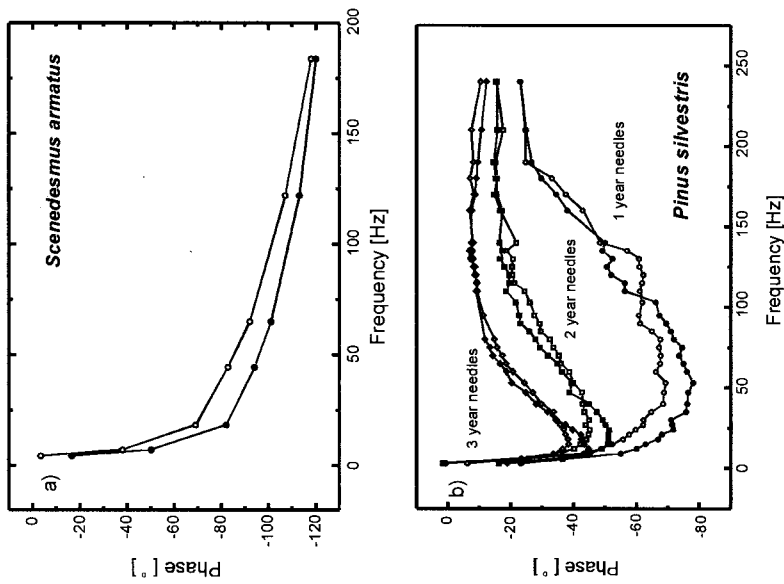 a)
Scenedesmus armatus
0
-20
-40
-60
-80
-100
-120
Phase [ ° ]
0
50
100
150
200
Frequency [Hz]
b)
3 year needles
2 year needles
1 year needles
Pinus silvestris
0
-20
-40
-60
-80
Phase [ ° ]
0
50
100
150
200
250
Frequency [Hz]